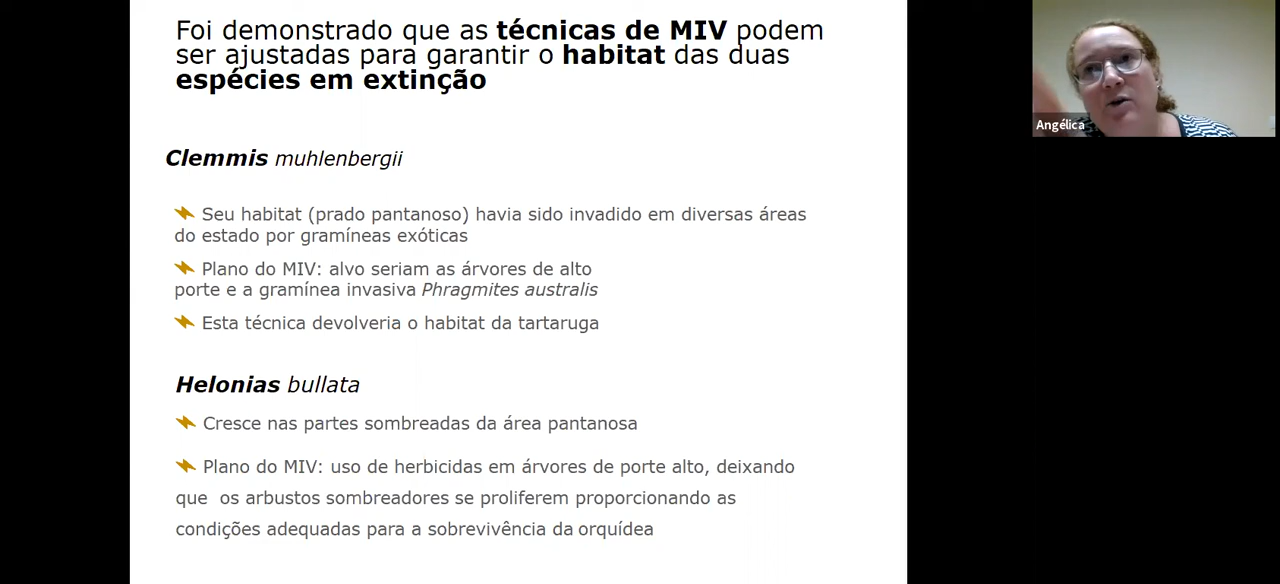 Foi demonstrado que as técnicas de MIV podem
ser ajustadas para garantir o habitat das duas
espécies em extinção
Angélica
Clemmis muhlenbergii
Seu habitat (prado pantanoso) havia sido invadido em diversas áreas
do estado por gramíneas exóticas
Plano do MIV: alvo seriam as árvores de alto
porte e a gramínea invasiva Phragmites australis
Esta técnica devolveria o habitat da tartaruga
Helonias bullata
Cresce nas partes sombreadas da área pantanosa
Plano do MIV: uso de herbicidas em árvores de porte alto, deixando
que os arbustos sombreadores se proliferem proporcionando as
condições adequadas para a sobrevivência da orquídea